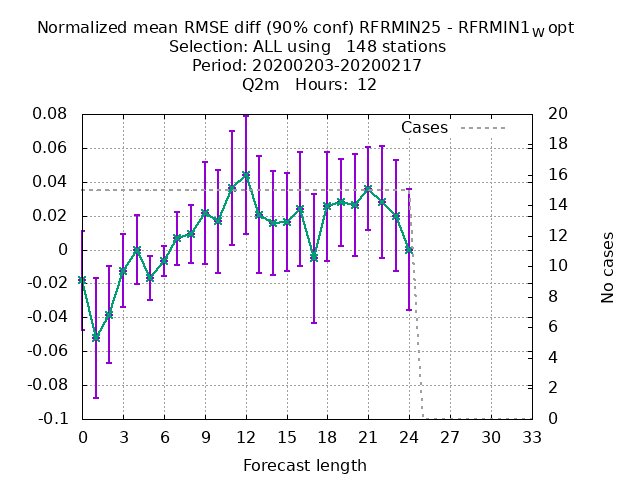 Normalized mean RMSE diff (90% conf) RFRMIN25 - RFRMIN1wopt
Selection: ALL using   148 stations
Period: 20200203-20200217
Q2m   Hours:  12
Cases
0.08
0.06
0.04
0.02
0
-0.02
-0.04
-0.06
-0.08
-0.1
20
18
16
14
12
10
8
6
4
2
0
No cases
0 3 6 9 12 15 18 21 24 27 30 33
Forecast length